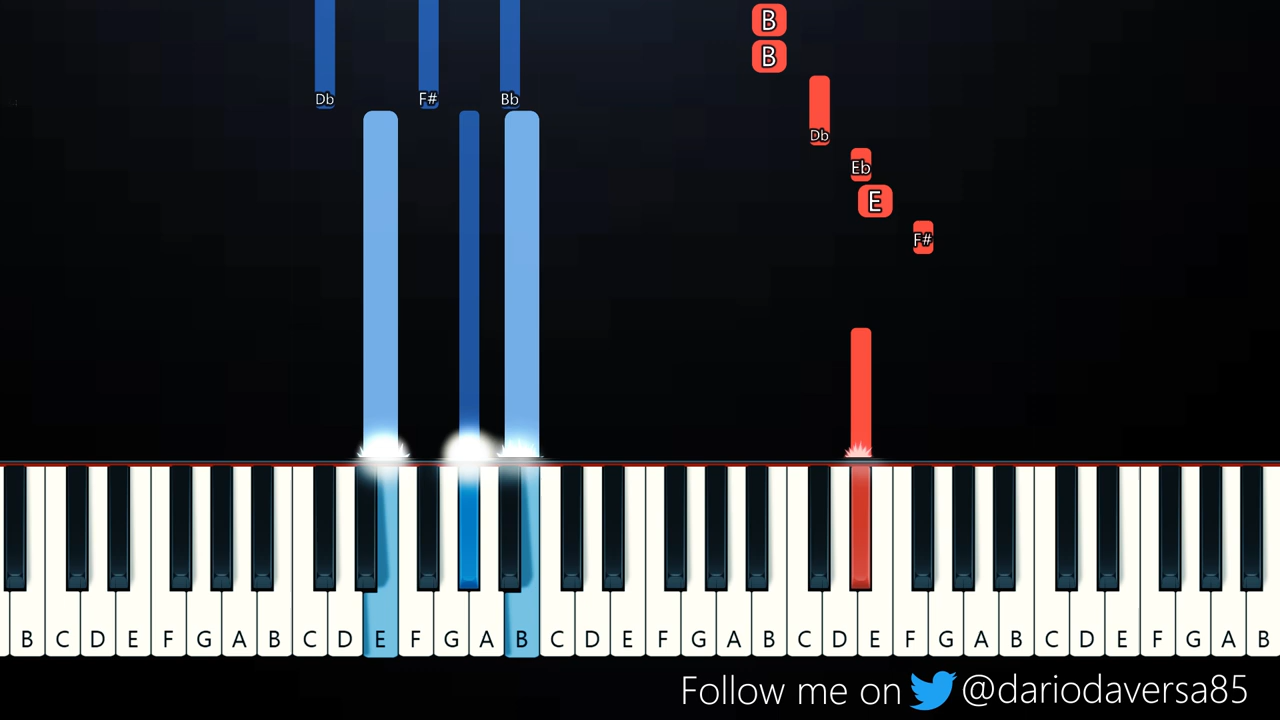 B
B
Db F# Bb
Db
Eb
E
F#
B C D E F G A B C D E F G A B C D E F G A B C D E F G A B C D E F G A B
Follow me on @dariodaversa85